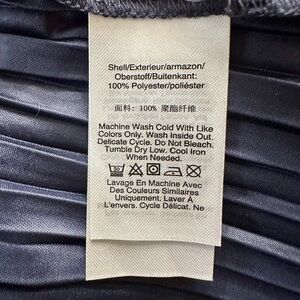 Shell/Exterieur/armazon/
Oberstoff/Buitenkant:
100% Polyester/poliéster
面料: 100% 聚酯纤维
Machine Wash Cold With Like
Colors Only. Wash Inside Out.
Delicate Cycle. Do Not Bleach.
Tumble Dry Low. Cool Iron
When Needed.
Lavage En Machine Avec
Des Couleurs Similaires
Uniquement. Laver A
L'envers. Cycle Délicat. Ne